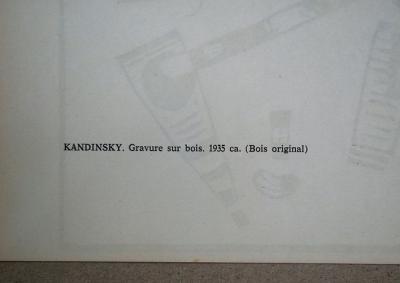 KANDINSKY. Gravure sur bois. 1935 ca. (Bois original)